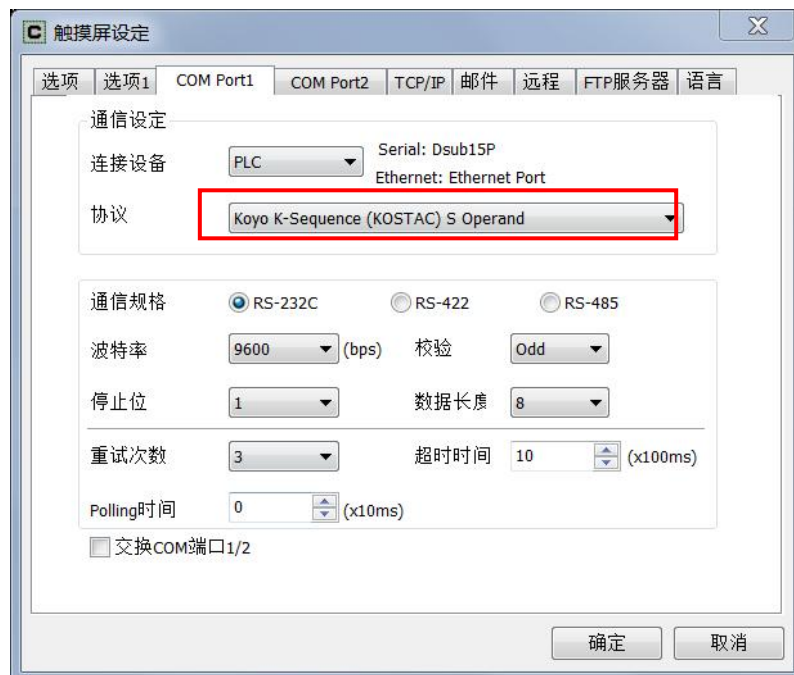 C 触摸屏设定
选项 选项1 COM Port1 COM Port2 TCP/IP 邮件 远程 FTP服务器 语言
通信设定
连接设备 PLC Serial: Dsub15P
Ethernet: Ethernet Port
协议 Koyo K-Sequence (KOSTAC) S Operand
通信规格 RS-232C RS-422 RS-485
波特率 9600 (bps) 校验 Odd
停止位 1 数据长度 8
重试次数 3 超时时间 10 (x100ms)
Polling时间 0 (x10ms)
交换COM端口1/2
确定 取消